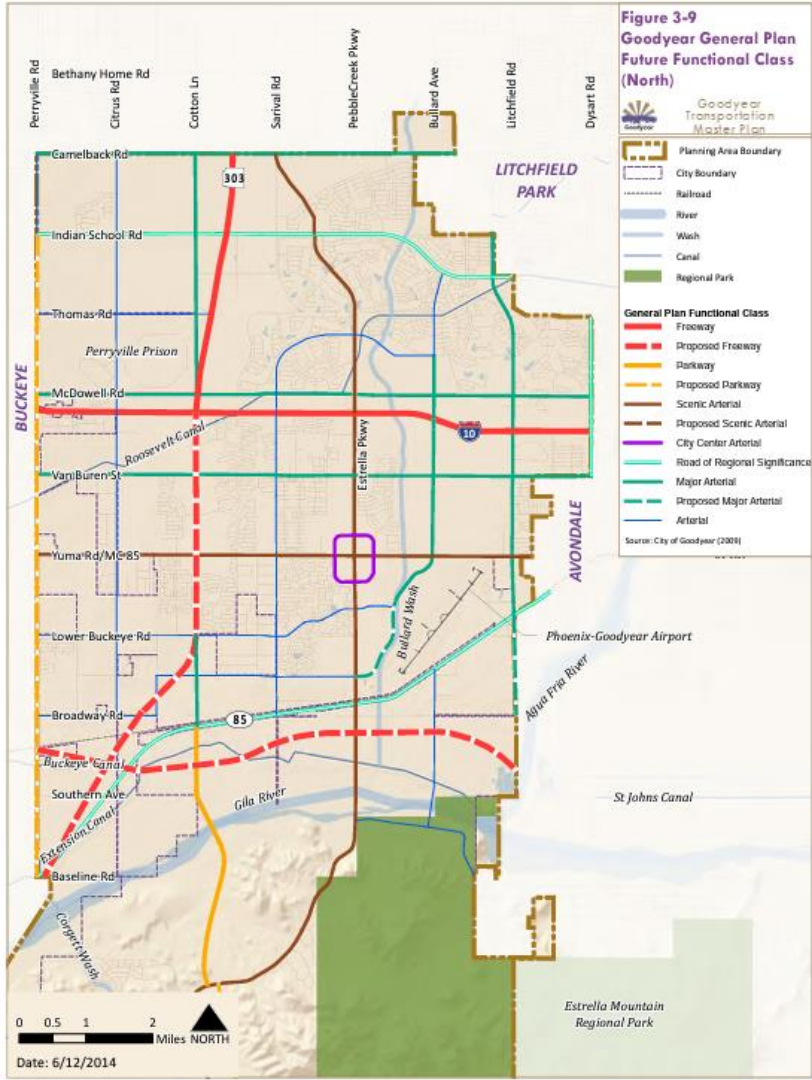 Figure 3-9
Goodyear General Plan
Future Functional Class
(North)
Goodyear
Goodyear
Transportation
Master Plan
Planning Area Boundary
City Boundary
Railroad
River
Wash
Canal
Regional Park
General Plan Functional Class
Freeway
Proposed Freeway
Parkway
Proposed Parkway
Scenic Arterial
Proposed Scenic Arterial
City Center Arterial
Road of Regional Significance
Major Arterial
Proposed Major Arterial
Arterial
Source: City of Goodyear (2009)
Perryville Rd
Bethany Home Rd
Citrus Rd
Cotton Ln
Sarival Rd
PebbleCreek Pkwy
Bullard Ave
Litchfield Rd
Dysart Rd
Camelback Rd
303
LITCHFIELD
PARK
Indian School Rd
Thomas Rd
Perryville Prison
BUCKEYE
McDowell Rd
Roosevelt Canal
10
Estrella Pkwy
Van Buren St
AVONDALE
Yuma Rd/MC 85
Bullard Wash
Lower Buckeye Rd
Phoenix-Goodyear Airport
Agua Fria River
Broadway Rd
85
Buckeye Canal
Southern Ave
Gila River
St Johns Canal
Extension Canal
Baseline Rd
Corgett Wash
Estrella Mountain
Regional Park
0 0.5 1 2
Miles NORTH
Date: 6/12/2014